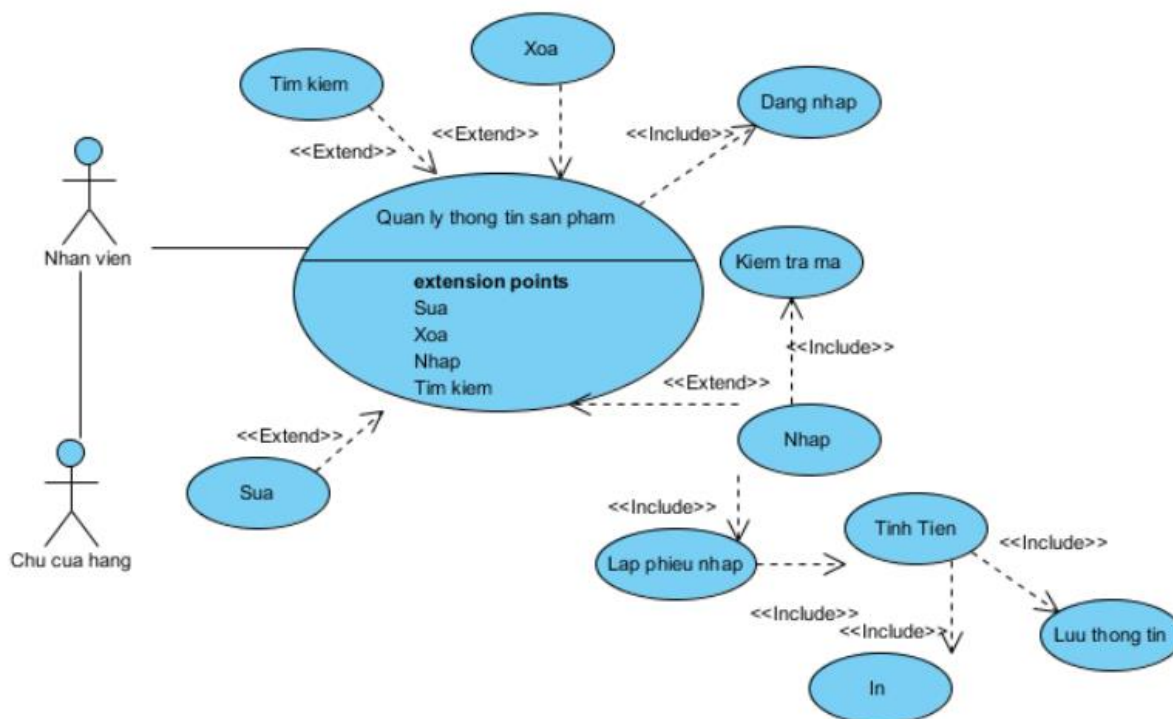 Xoa
Tim kiem
Dang nhap
<<Extend>>
<<Extend>>
<<Include>>
Quan ly thong tin san pham
Nhan vien
Kiem tra ma
extension points
Sua
Xoa
Nhap
Tim kiem
<<Include>>
<<Extend>>
<<Extend>>
Nhap
Sua
<<Include>>
Tinh Tien
<<Include>>
Chu cua hang
Lap phieu nhap
<<Include>>
<<Include>>
Luu thong tin
In